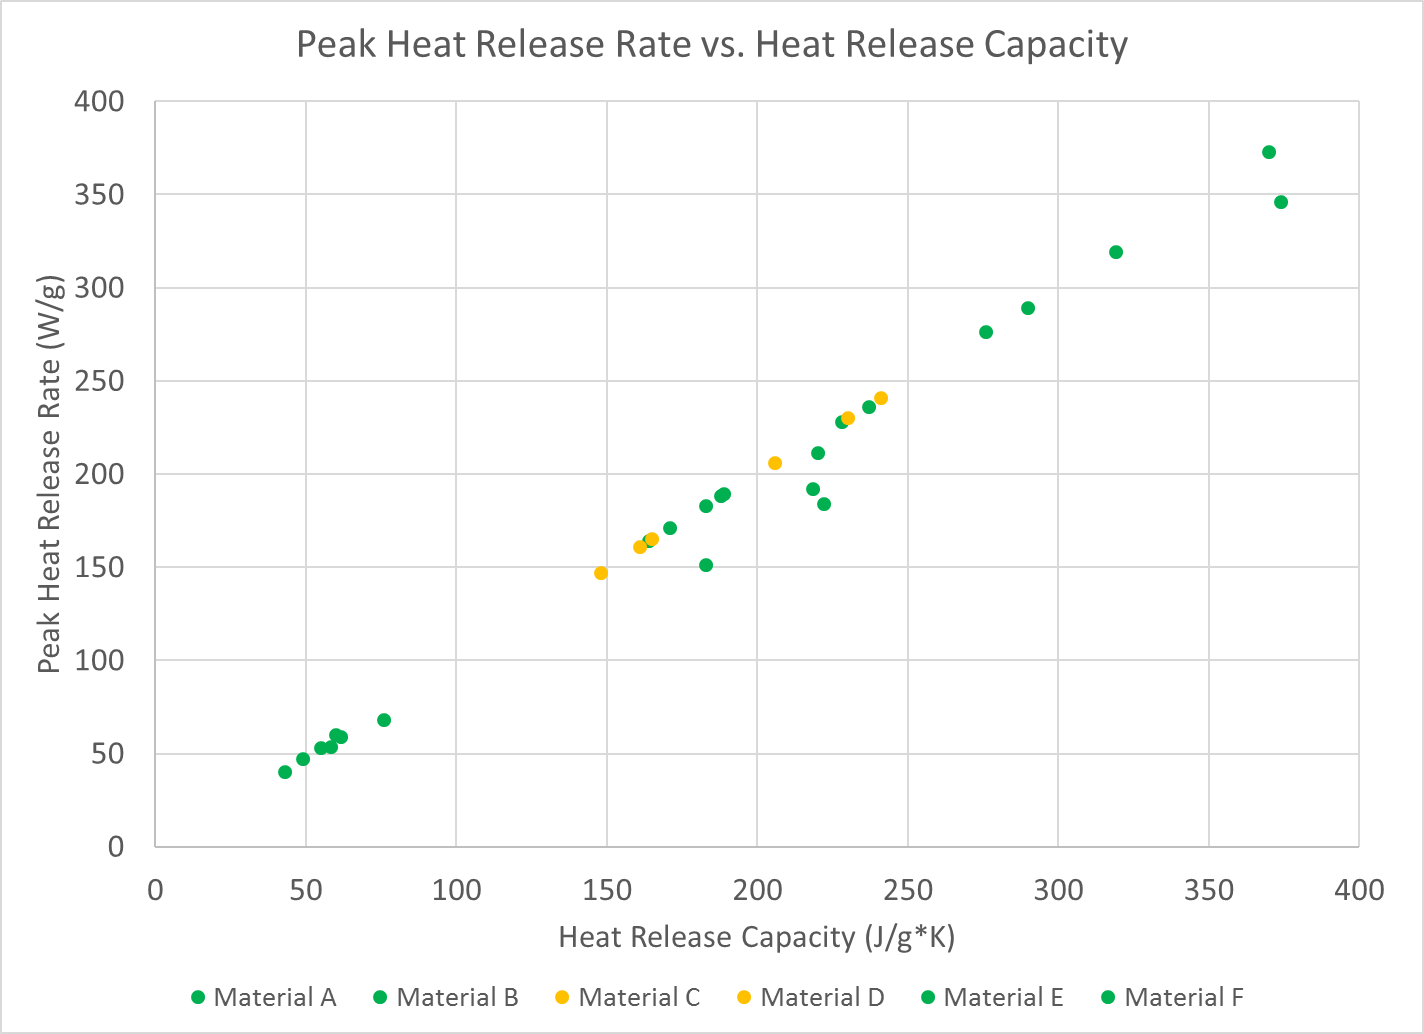 Peak Heat Release Rate vs. Heat Release Capacity
400
350
300
250
200
150
100
50
0
Peak Heat Release Rate (W/g)
0 50 100 150 200 250 300 350 400
Heat Release Capacity (J/g*K)
Material A Material B Material C Material D Material E Material F